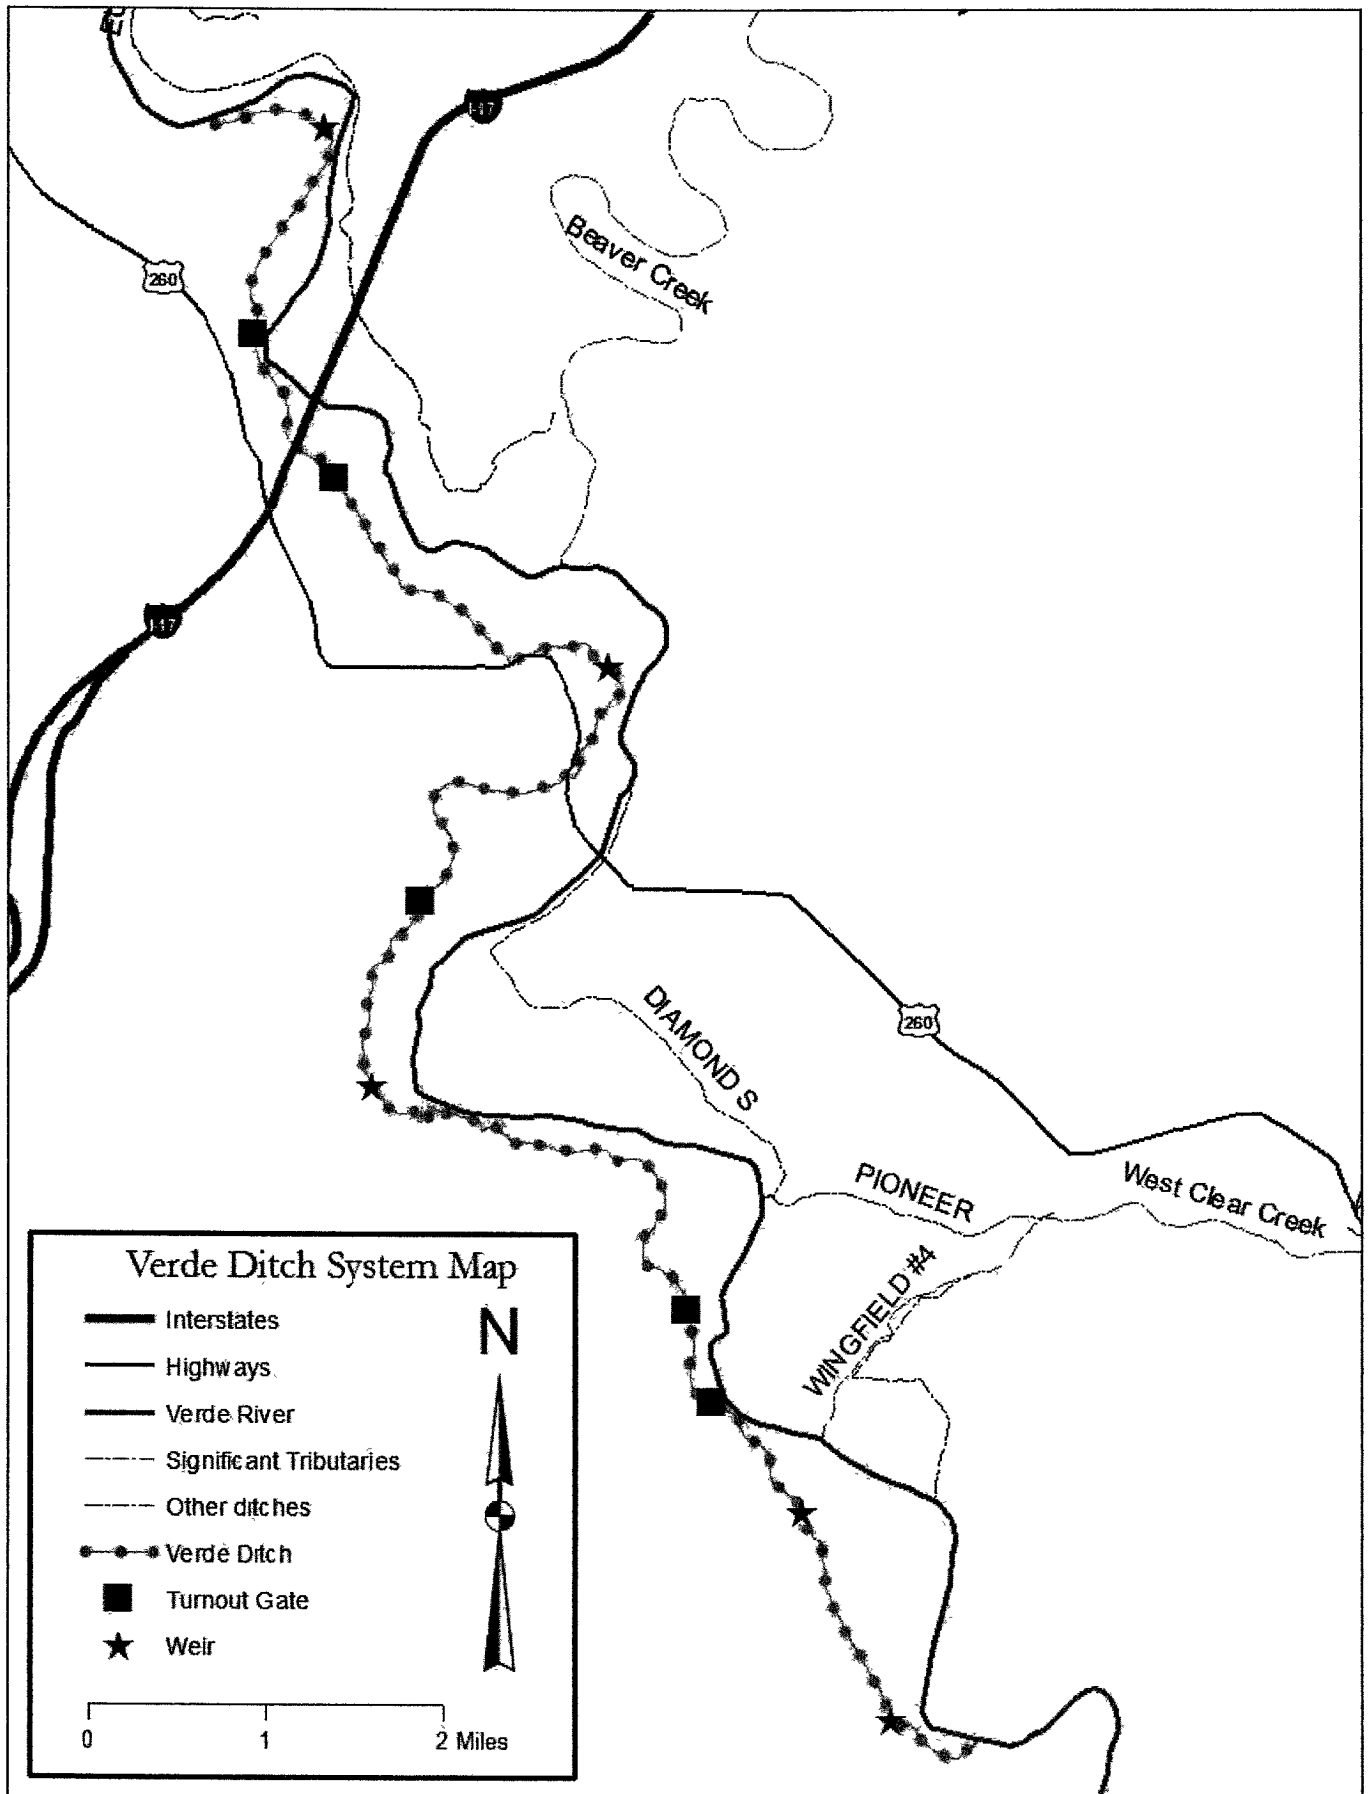 I-17
Beaver Creek
260
I-17
DIAMOND S
260
PIONEER
West Clear Creek
WINGFIELD #4
Verde Ditch System Map
Interstates
N
Highways
Verde River
Significant Tributaries
Other ditches
Verde Ditch
Turnout Gate
Weir
0 1 2 Miles